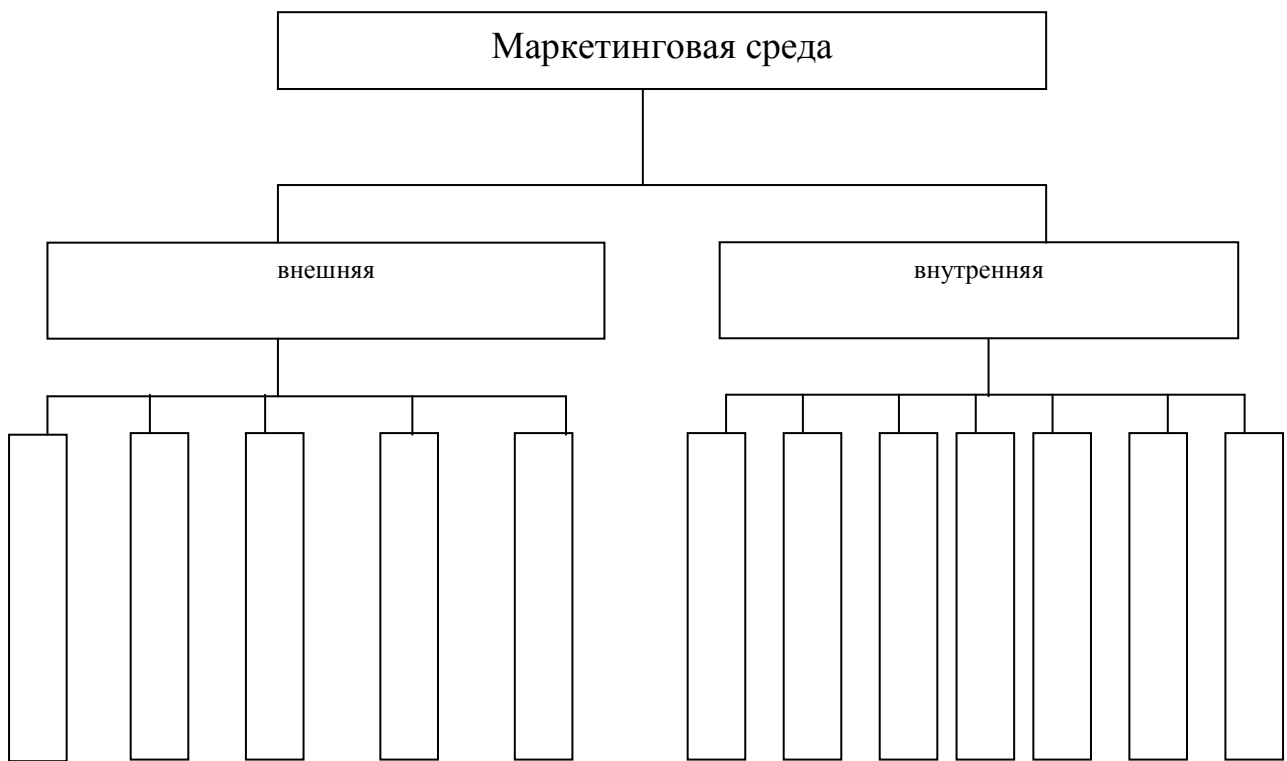 Маркетинговая среда
внешняя
внутренняя